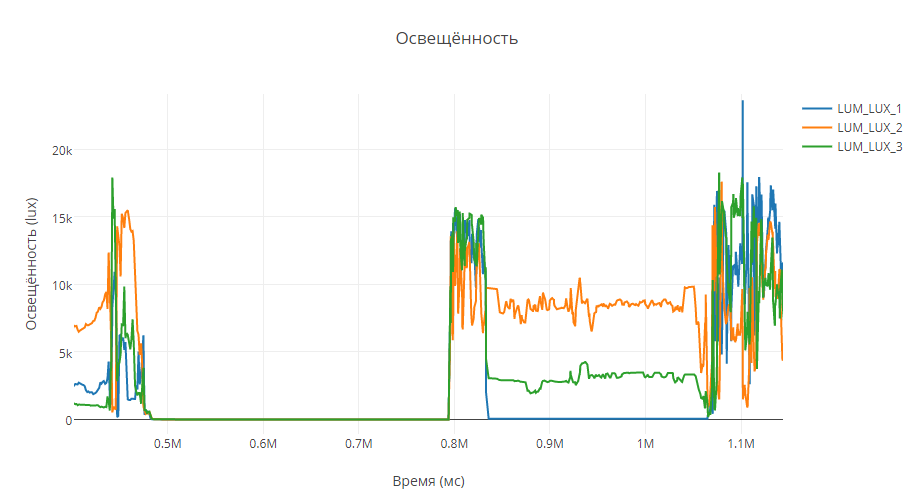 Освещённость
LUM_LUX_1
LUM_LUX_2
LUM_LUX_3
Освещённость (lux)
20k
15k
10k
5k
0
0.5M
0.6M
0.7M
0.8M
0.9M
1M
1.1M
Время (мс)